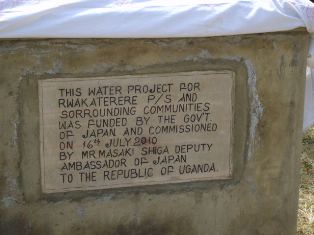 THIS WATER PROJECT FOR
RWAKATERERE P/S AND
SORROUNDING COMMUNITIES
WAS FUNDED BY THE GOV'T.
OF JAPAN AND COMMISSIONED
ON 16th JULY 2010
BY MR MASAKI SHIGA DEPUTY
AMBASSADOR OF JAPAN
TO THE REPUBLIC OF UGANDA.